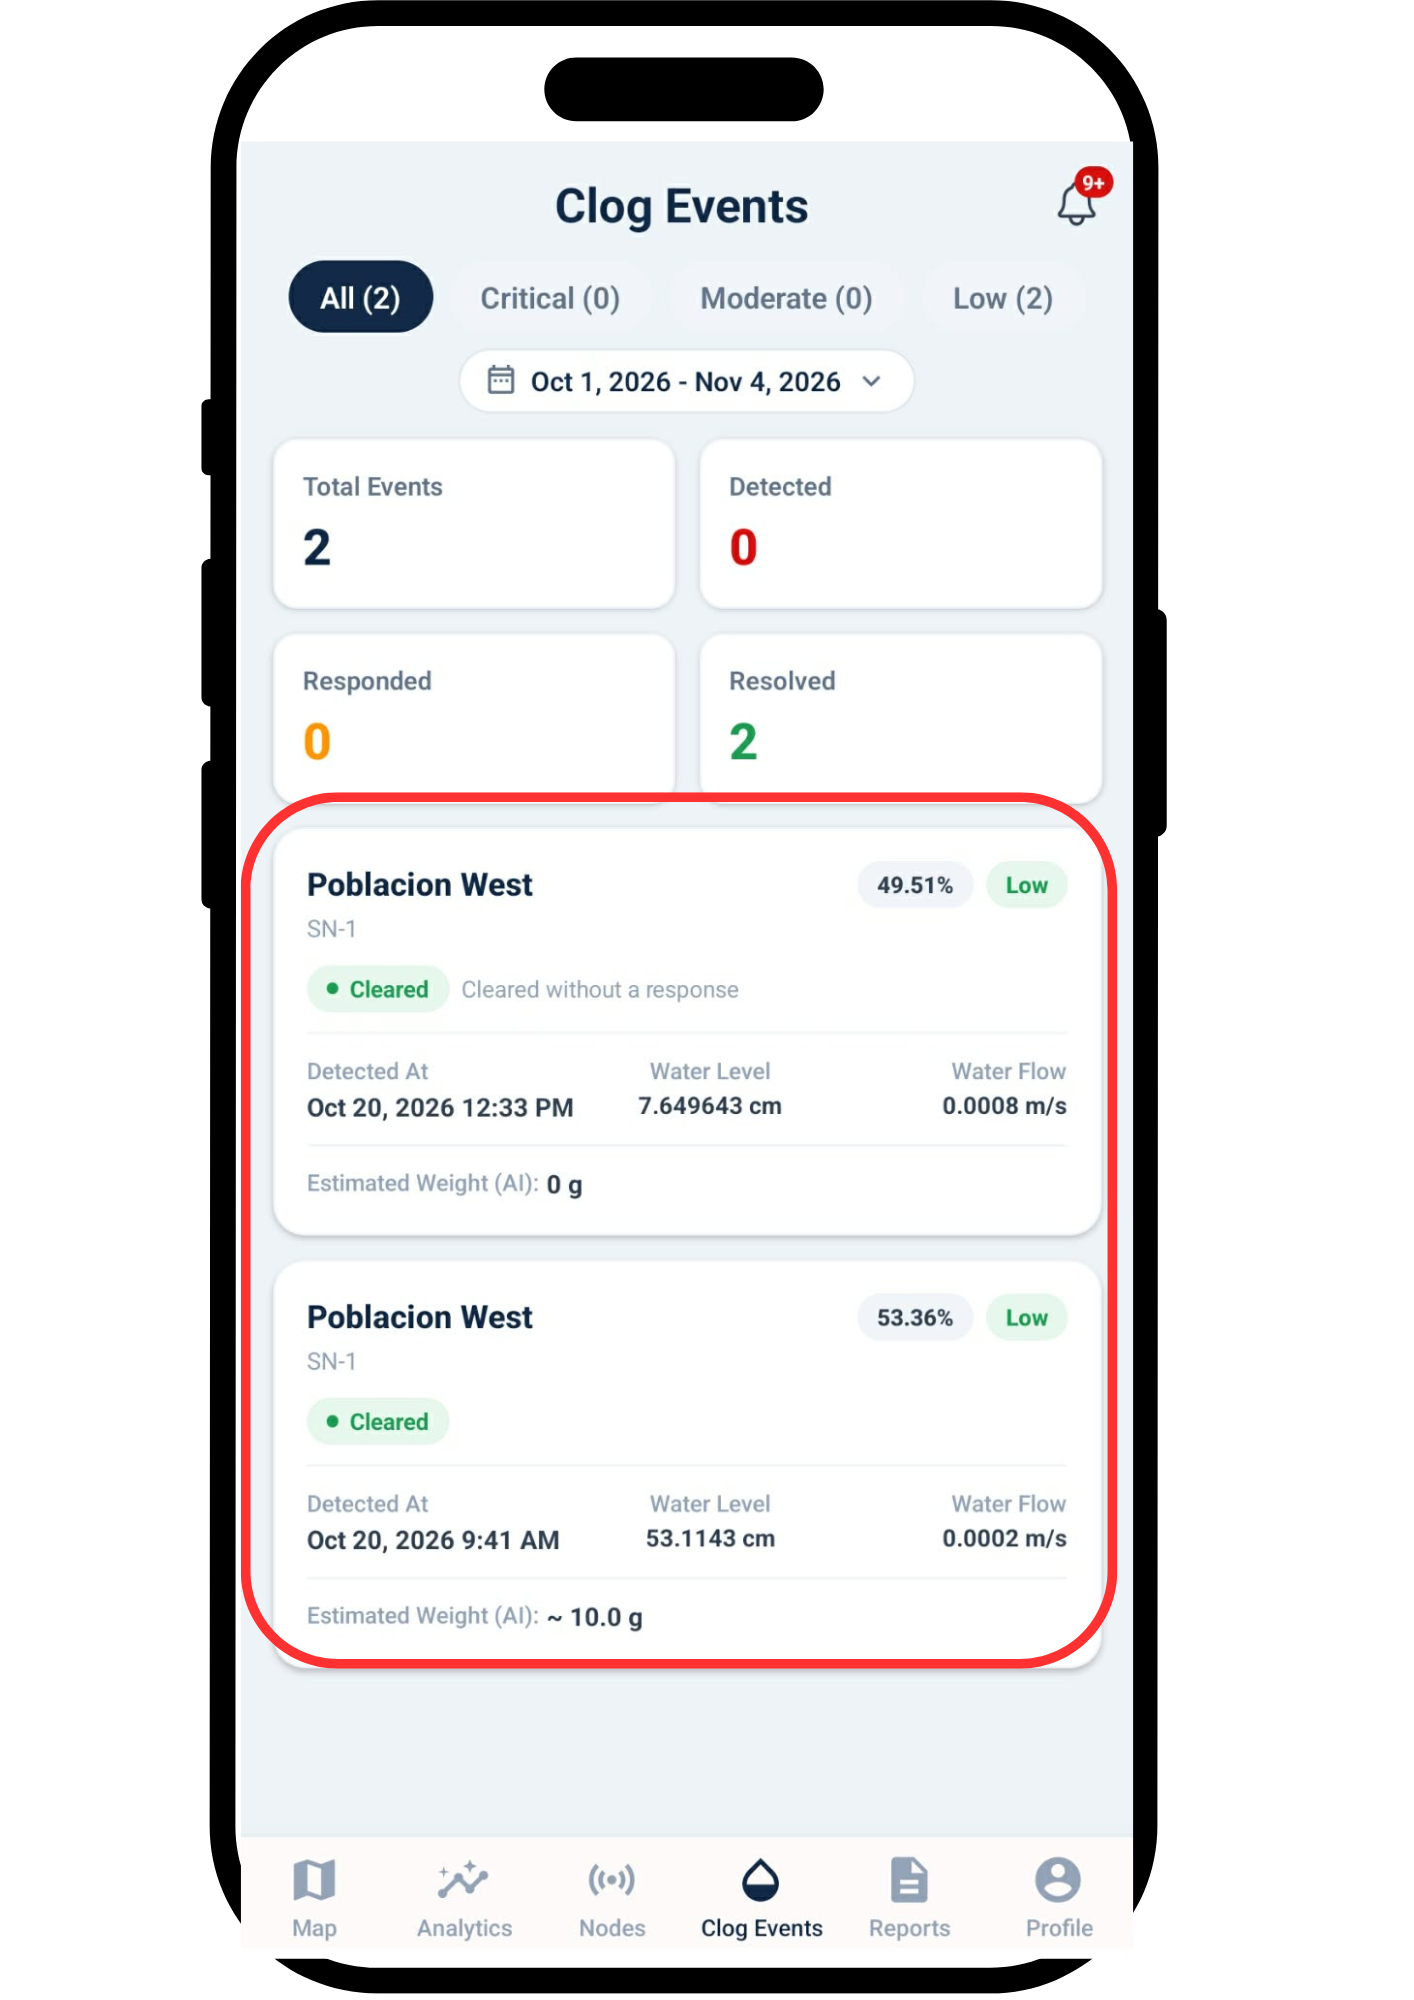 Clog Events
9+
All (2) Critical (0) Moderate (0) Low (2)
Oct 1, 2026 - Nov 4, 2026
Total Events
2
Detected
0
Responded
0
Resolved
2
Poblacion West 49.51% Low
SN-1
Cleared Cleared without a response
Detected At Water Level Water Flow
Oct 20, 2026 12:33 PM 7.649643 cm 0.0008 m/s
Estimated Weight (AI): 0 g
Poblacion West 53.36% Low
SN-1
Cleared
Detected At Water Level Water Flow
Oct 20, 2026 9:41 AM 53.1143 cm 0.0002 m/s
Estimated Weight (AI): ~ 10.0 g
Map Analytics Nodes Clog Events Reports Profile